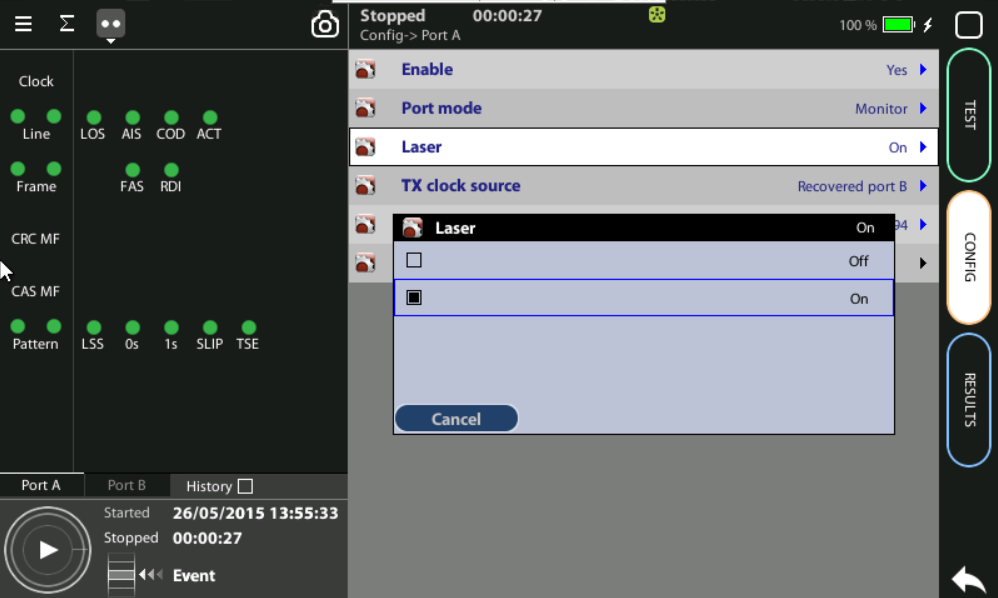 Σ
Stopped 00:00:27
Config-> Port A
100 %
Clock
Line LOS AIS COD ACT
Frame FAS RDI
CRC MF
CAS MF
Pattern LSS 0s 1s SLIP TSE
Port A Port B History
Started 26/05/2015 13:55:33
Stopped 00:00:27
Event
Enable Yes
Port mode Monitor
Laser On
TX clock source Recovered port B
94
Laser On
Off
On
Cancel
TEST
CONFIG
RESULTS